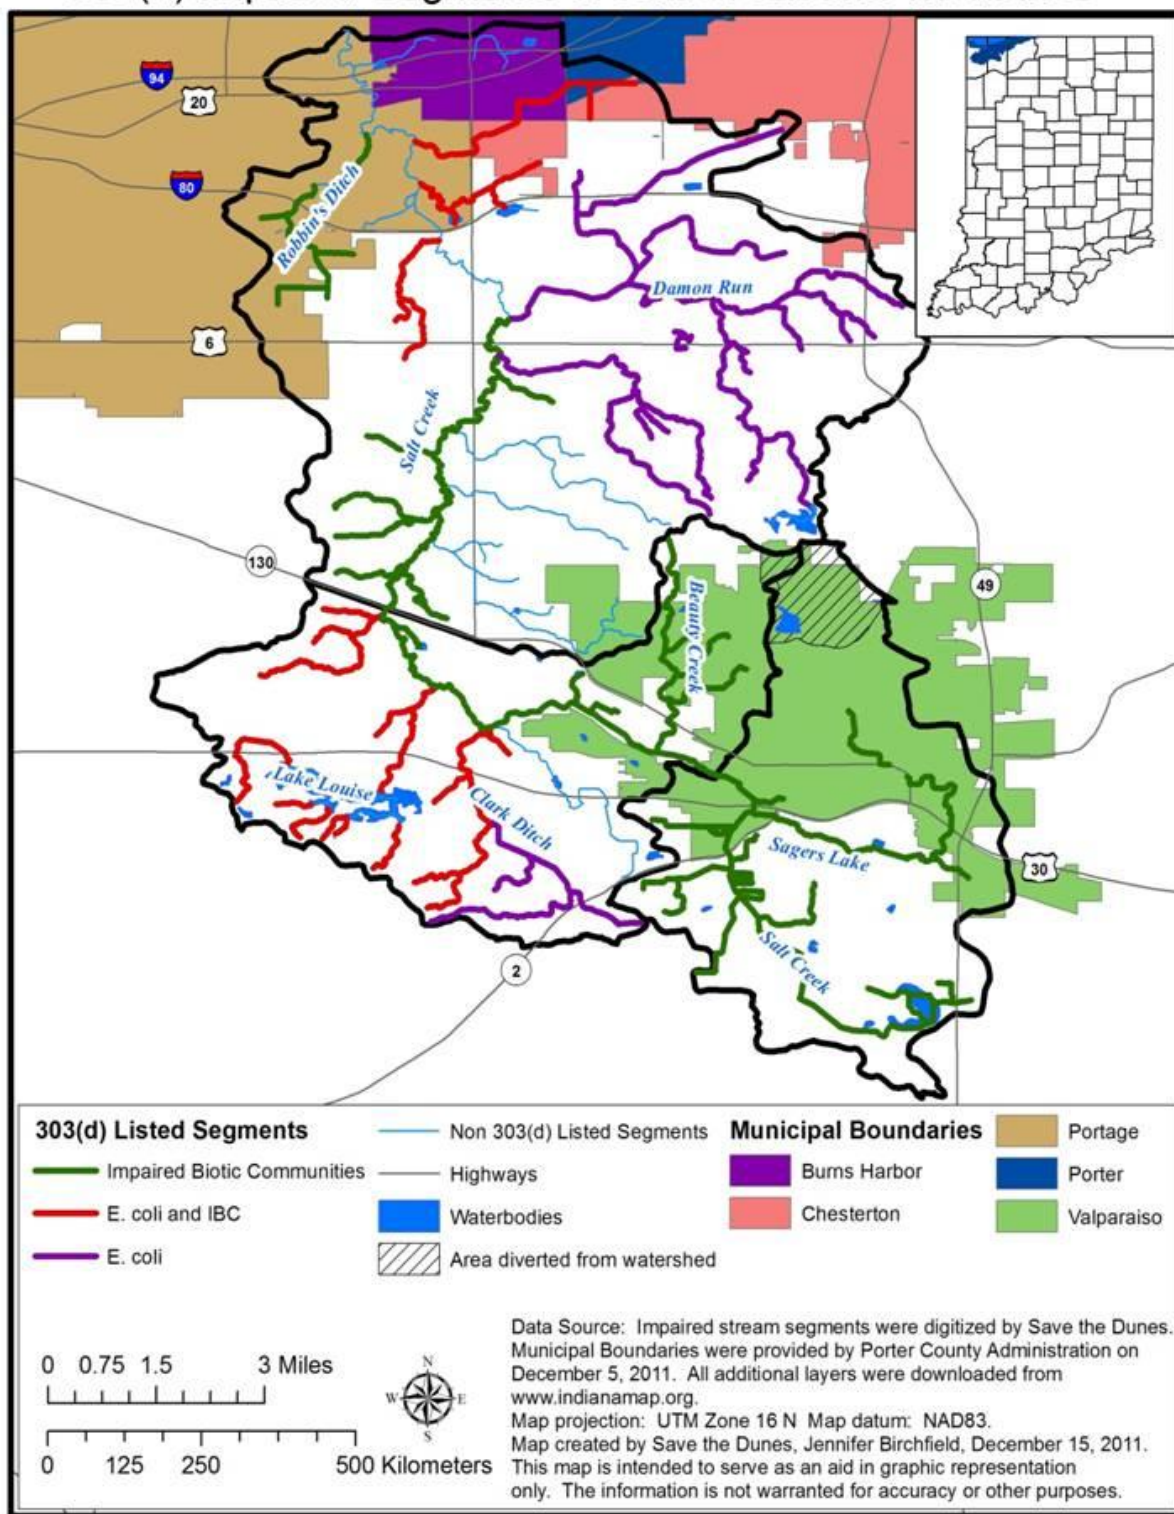 94
20
80
Robbin's Ditch
Damon Run
6
Salt Creek
130
49
Beauty Creek
Lake Louise
Clark Ditch
Sagers Lake
30
Salt Creek
2
303(d) Listed Segments
Impaired Biotic Communities
E. coli and IBC
E. coli
Non 303(d) Listed Segments
Highways
Waterbodies
Area diverted from watershed
Municipal Boundaries
Burns Harbor
Chesterton
Portage
Porter
Valparaiso
0 0.75 1.5 3 Miles
0 125 250 500 Kilometers
N
W E
S
Data Source: Impaired stream segments were digitized by Save the Dunes.
Municipal Boundaries were provided by Porter County Administration on
December 5, 2011. All additional layers were downloaded from
www.indianamap.org.
Map projection: UTM Zone 16 N Map datum: NAD83.
Map created by Save the Dunes, Jennifer Birchfield, December 15, 2011.
This map is intended to serve as an aid in graphic representation
only. The information is not warranted for accuracy or other purposes.